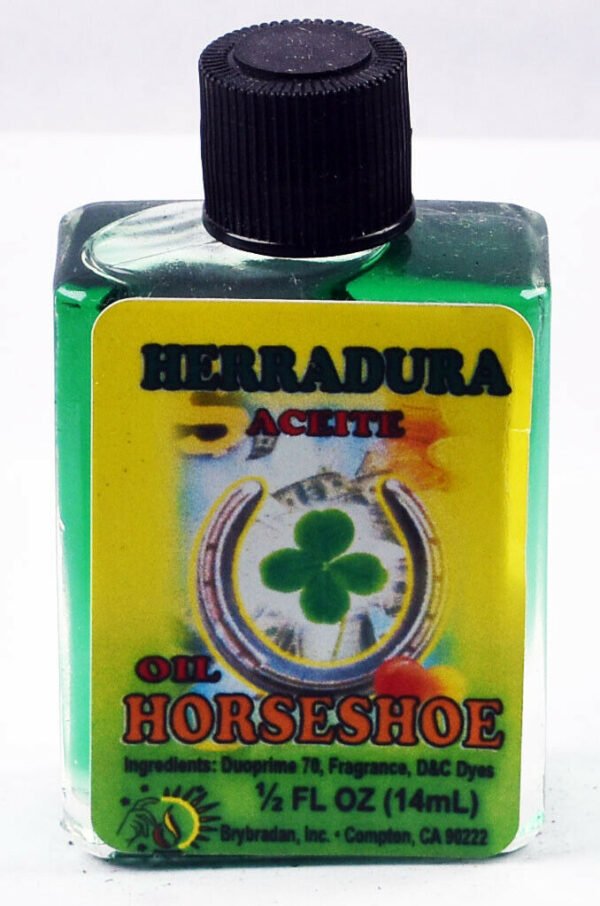 HERRADURA
ACEITE
OIL
HORSESHOE
Ingredients: Duoprime 70, Fragrance, D&C Dyes
½ FL OZ (14mL)
Brybradan, Inc. • Compton, CA 90222